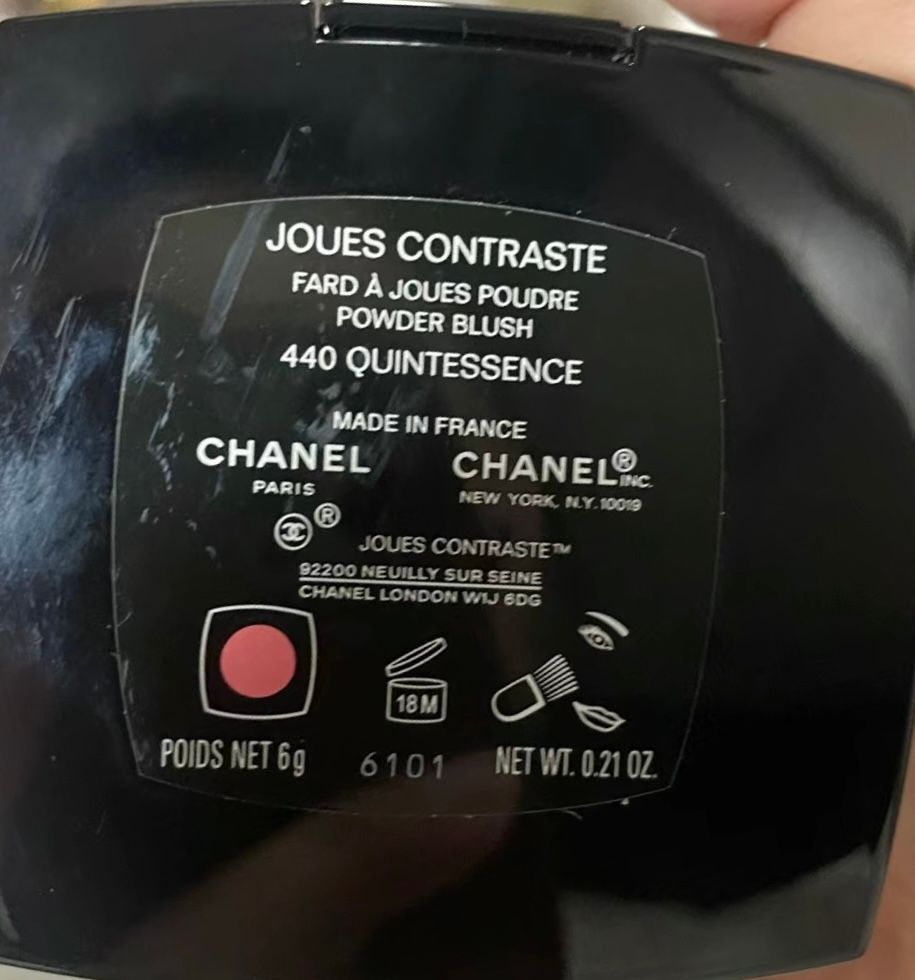 JOUES CONTRASTE
FARD À JOUES POUDRE
POWDER BLUSH
440 QUINTESSENCE
MADE IN FRANCE
CHANEL CHANEL® INC.
PARIS NEW YORK, N.Y. 10019
®
JOUES CONTRASTE™
92200 NEUILLY SUR SEINE
CHANEL LONDON W1J 6DG
18M
POIDS NET 6g 6101 NET WT. 0.21 OZ.